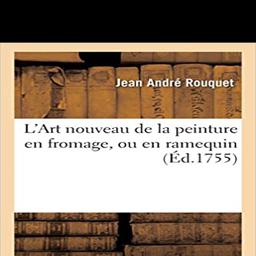 Jean André Rouquet
L'Art nouveau de la peinture
en fromage, ou en ramequin
(Éd.1755)